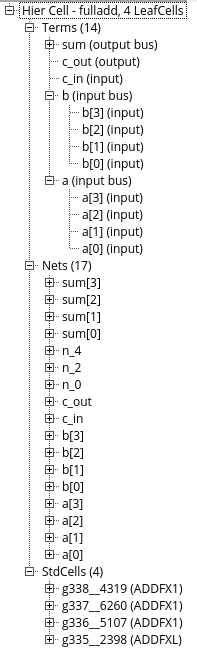 Hier Cell - fulladd, 4 LeafCells
Terms (14)
sum (output bus)
c_out (output)
c_in (input)
b (input bus)
b[3] (input)
b[2] (input)
b[1] (input)
b[0] (input)
a (input bus)
a[3] (input)
a[2] (input)
a[1] (input)
a[0] (input)
Nets (17)
sum[3]
sum[2]
sum[1]
sum[0]
n_4
n_2
n_0
c_out
c_in
b[3]
b[2]
b[1]
b[0]
a[3]
a[2]
a[1]
a[0]
StdCells (4)
g338__4319 (ADDFX1)
g337__6260 (ADDFX1)
g336__5107 (ADDFX1)
g335__2398 (ADDFXL)